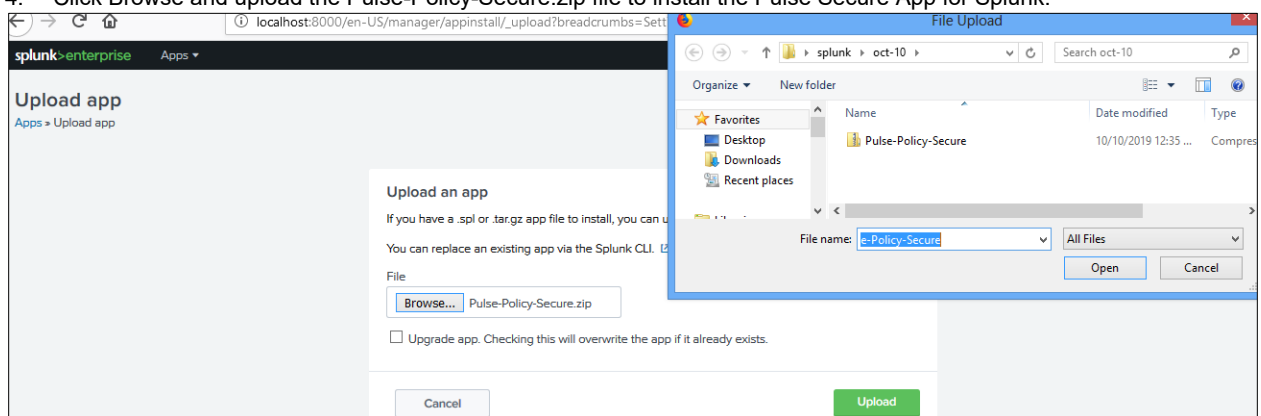 4. Click Browse and upload the Pulse-Policy-Secure.zip file to install the Pulse Secure App for Splunk.
localhost:8000/en-US/manager/appinstall/_upload?breadcrumbs=Sett
File Upload
splunk>enterprise Apps
splunk oct-10 Search oct-10
Organize New folder
Upload app
Apps » Upload app
Favorites
Desktop
Downloads
Recent places
Name Date modified Type
Pulse-Policy-Secure 10/10/2019 12:35 ... Compres
File name: e-Policy-Secure All Files
Open Cancel
Upload an app
If you have a .spl or .tar.gz app file to install, you can u
You can replace an existing app via the Splunk CLI.
File
Browse... Pulse-Policy-Secure.zip
Upgrade app. Checking this will overwrite the app if it already exists.
Cancel Upload